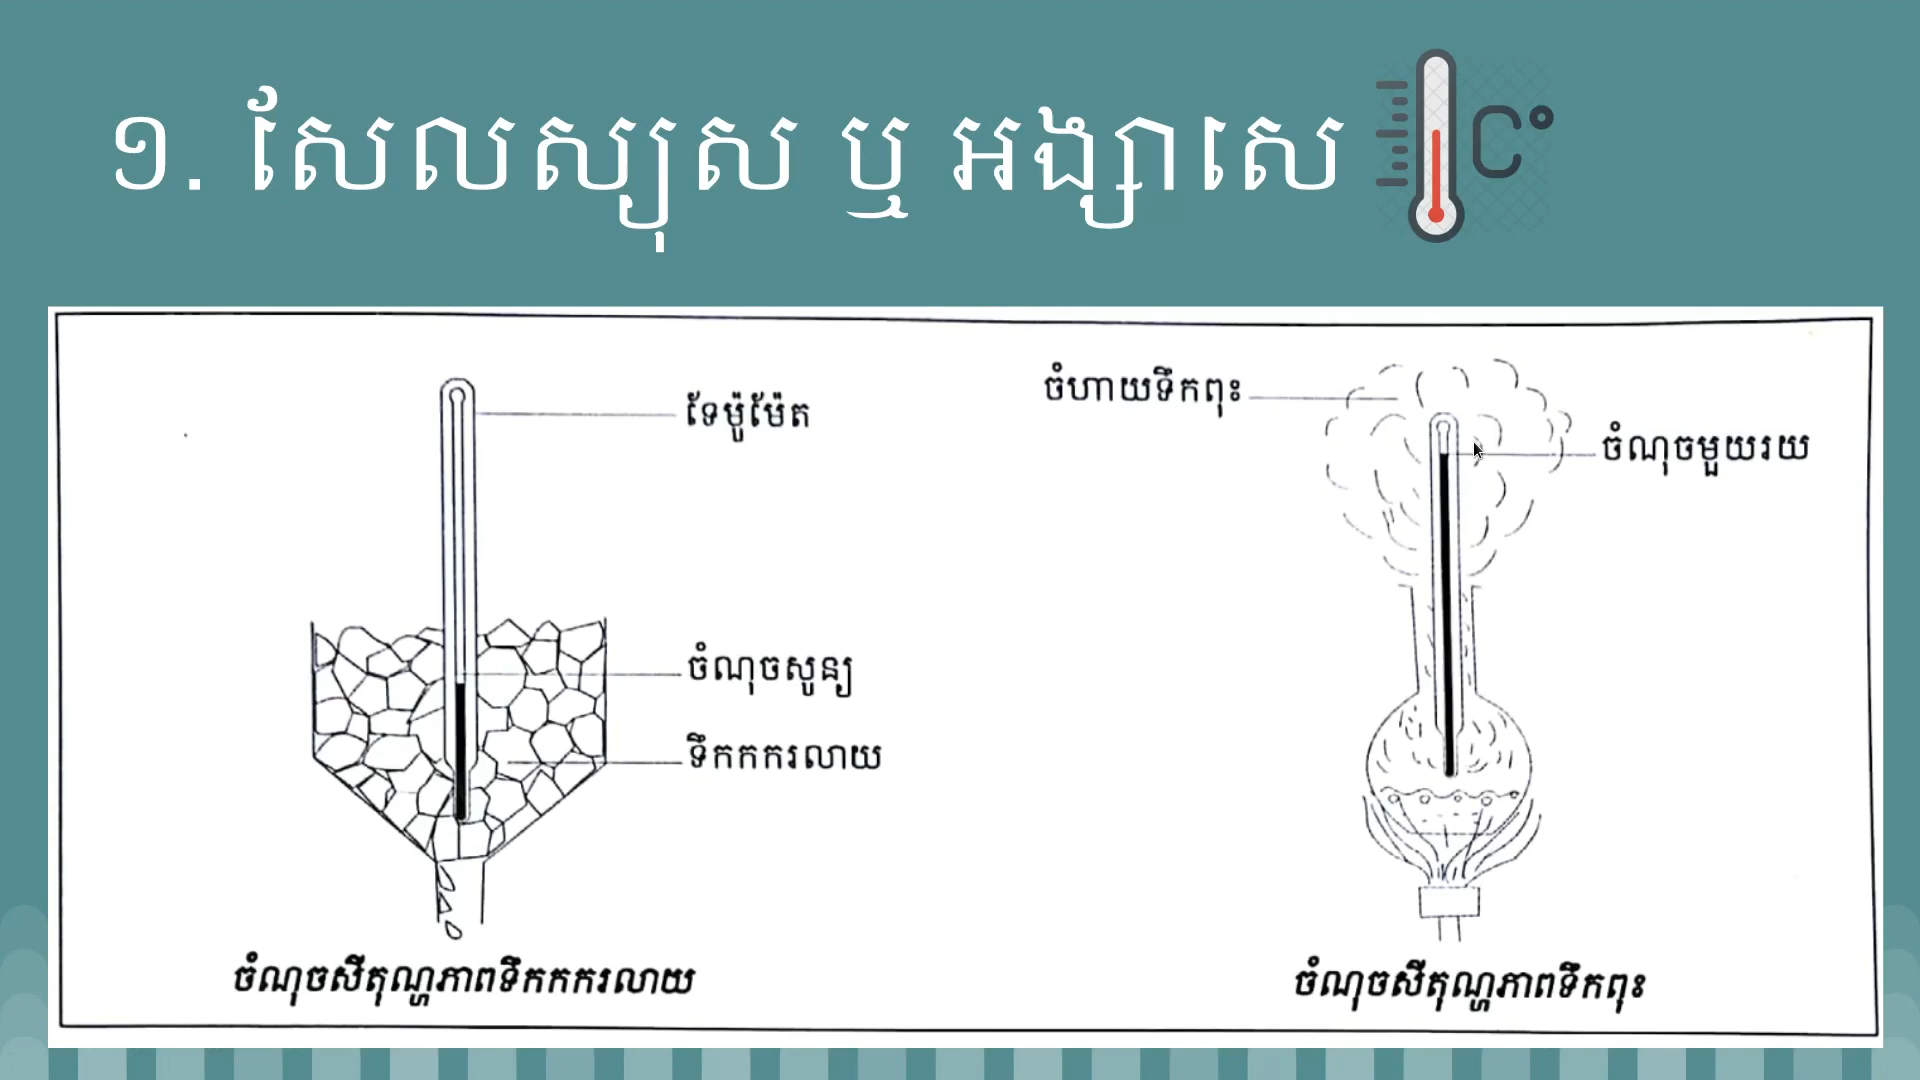 ១. សែលស្យុស ឬ អង្សាសេ
C°
ទែម៉ូម៉ែត
ចំណុចសូន្យ
ទឹកកករលាយ
ចំណុចសីតុណ្ហភាពទឹកកករលាយ
ចំហាយទឹកពុះ
ចំណុចមួយរយ
ចំណុចសីតុណ្ហភាពទឹកពុះ